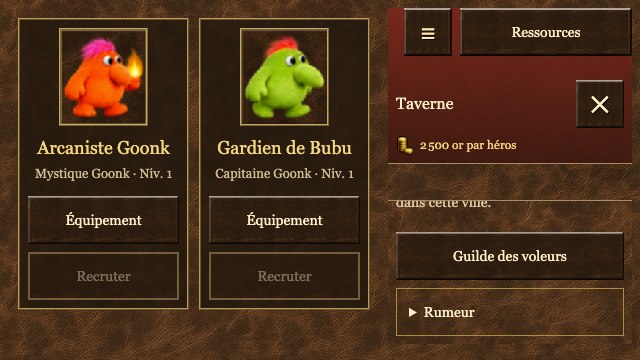 Arcaniste Goonk
Mystique Goonk · Niv. 1
Équipement
Recruter
Gardien de Bubu
Capitaine Goonk · Niv. 1
Équipement
Recruter
Ressources
Taverne
2 500 or par héros
dans cette ville.
Guilde des voleurs
Rumeur